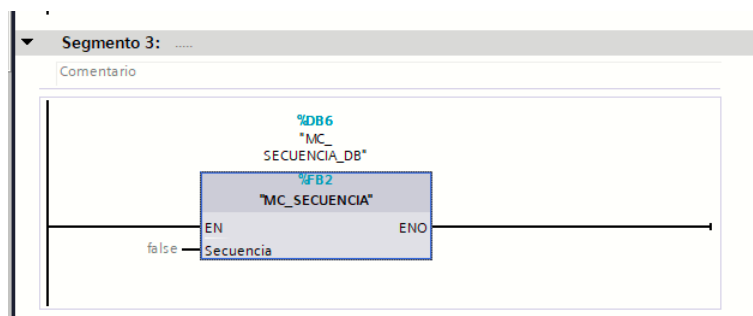 Segmento 3: .....
Comentario
%DB6
"MC_
SECUENCIA_DB"
%FB2
"MC_SECUENCIA"
EN ENO
false Secuencia